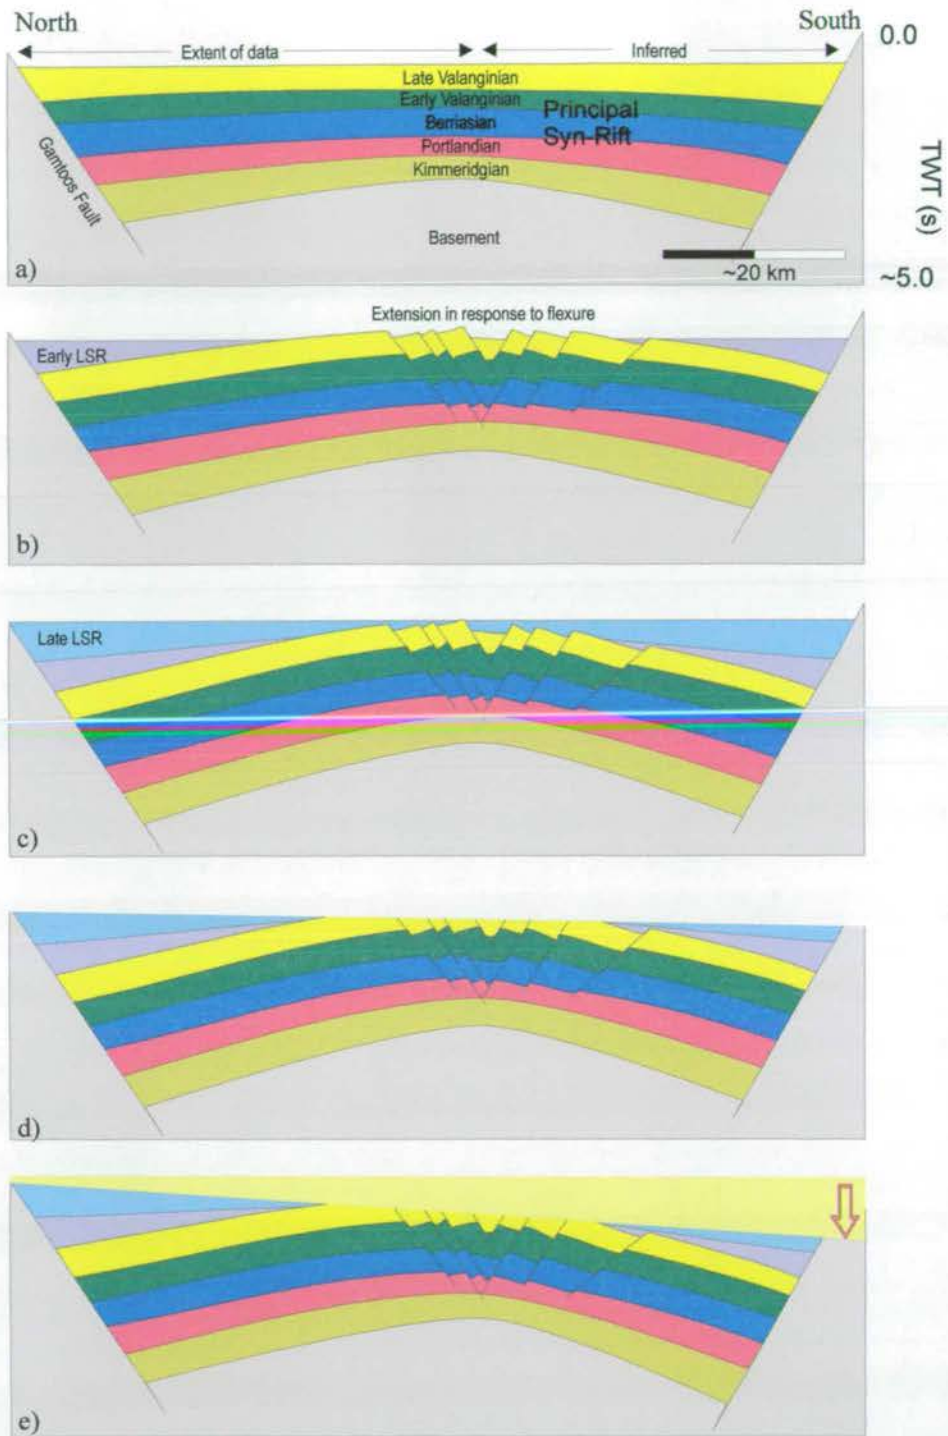 North
South
0.0
Extent of data
Inferred
Late Valanginian
Early Valanginian
Berriasian
Portlandian
Kimmeridgian
Principal
Syn-Rift
Gamtoos Fault
TWT (s)
Basement
~20 km
~5.0
a)
Extension in response to flexure
Early LSR
b)
Late LSR
c)
d)
e)